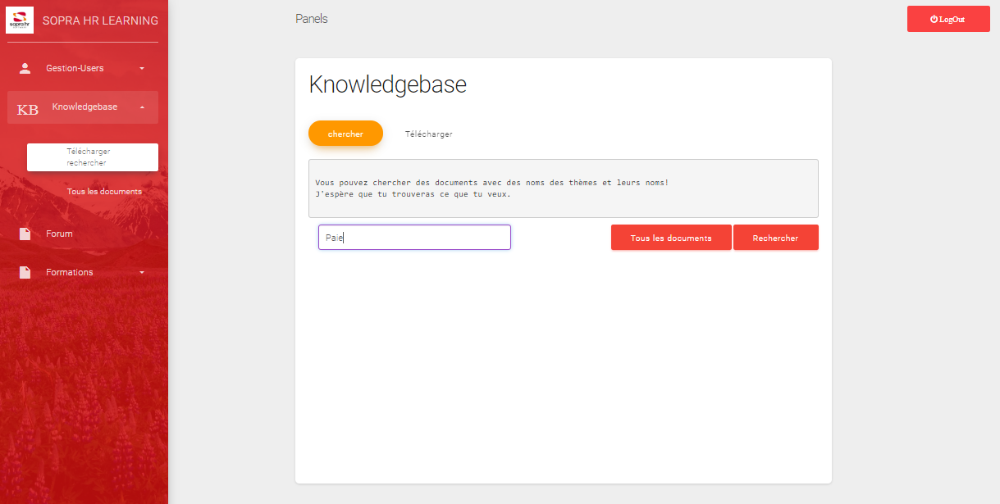 sopra hr
SOPRA HR LEARNING
Gestion-Users
KB Knowledgebase
Télécharger
rechercher
Tous les documents
Forum
Formations
Panels
LogOut
Knowledgebase
chercher
Télécharger
Vous pouvez chercher des documents avec des noms des thèmes et leurs noms!
J'espère que tu trouveras ce que tu veux.
Paie
Tous les documents
Rechercher